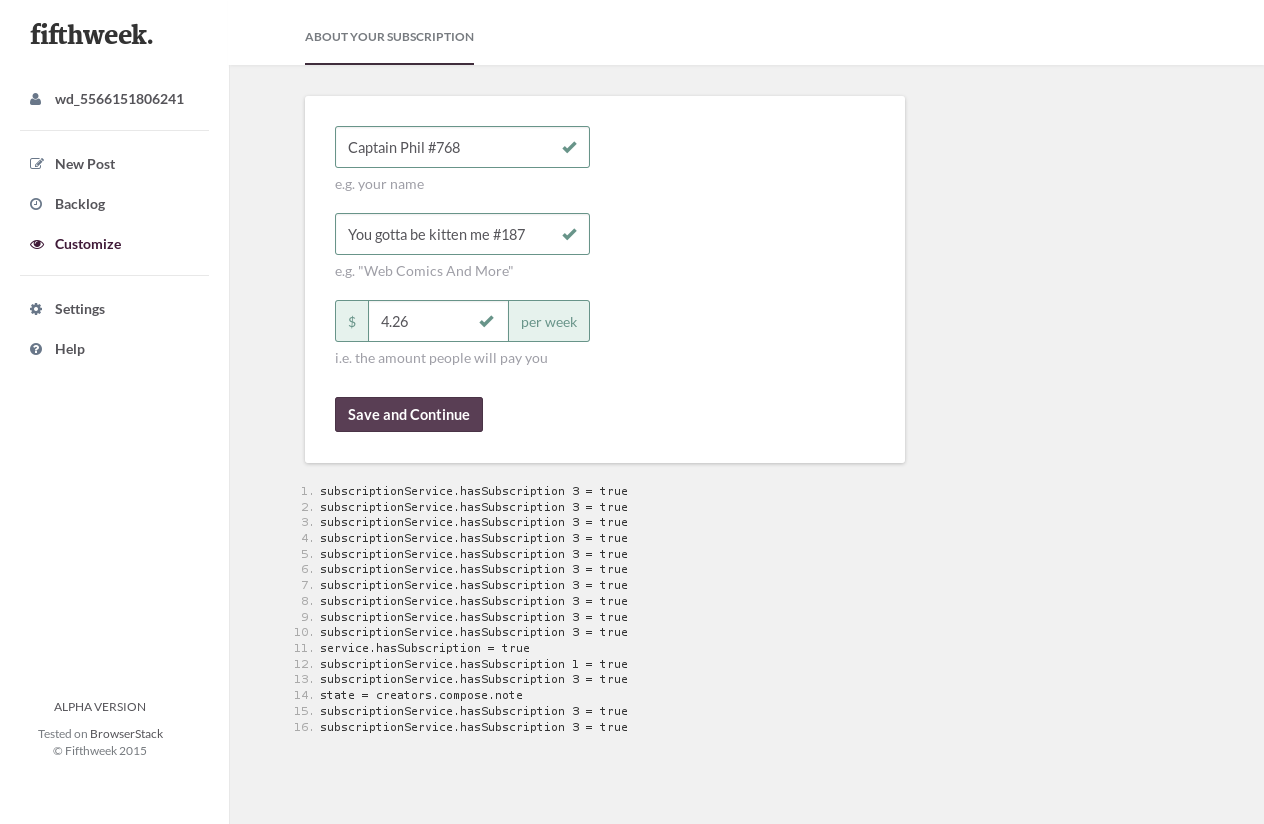 fifthweek.
ABOUT YOUR SUBSCRIPTION
wd_5566151806241
New Post
Backlog
Customize
Settings
Help
ALPHA VERSION
Tested on BrowserStack
© Fifthweek 2015
Captain Phil #768
e.g. your name
You gotta be kitten me #187
e.g. "Web Comics And More"
$ 4.26 per week
i.e. the amount people will pay you
Save and Continue
1. subscriptionService.hasSubscription 3 = true
2. subscriptionService.hasSubscription 3 = true
3. subscriptionService.hasSubscription 3 = true
4. subscriptionService.hasSubscription 3 = true
5. subscriptionService.hasSubscription 3 = true
6. subscriptionService.hasSubscription 3 = true
7. subscriptionService.hasSubscription 3 = true
8. subscriptionService.hasSubscription 3 = true
9. subscriptionService.hasSubscription 3 = true
10. subscriptionService.hasSubscription 3 = true
11. service.hasSubscription = true
12. subscriptionService.hasSubscription 1 = true
13. subscriptionService.hasSubscription 3 = true
14. state = creators.compose.note
15. subscriptionService.hasSubscription 3 = true
16. subscriptionService.hasSubscription 3 = true